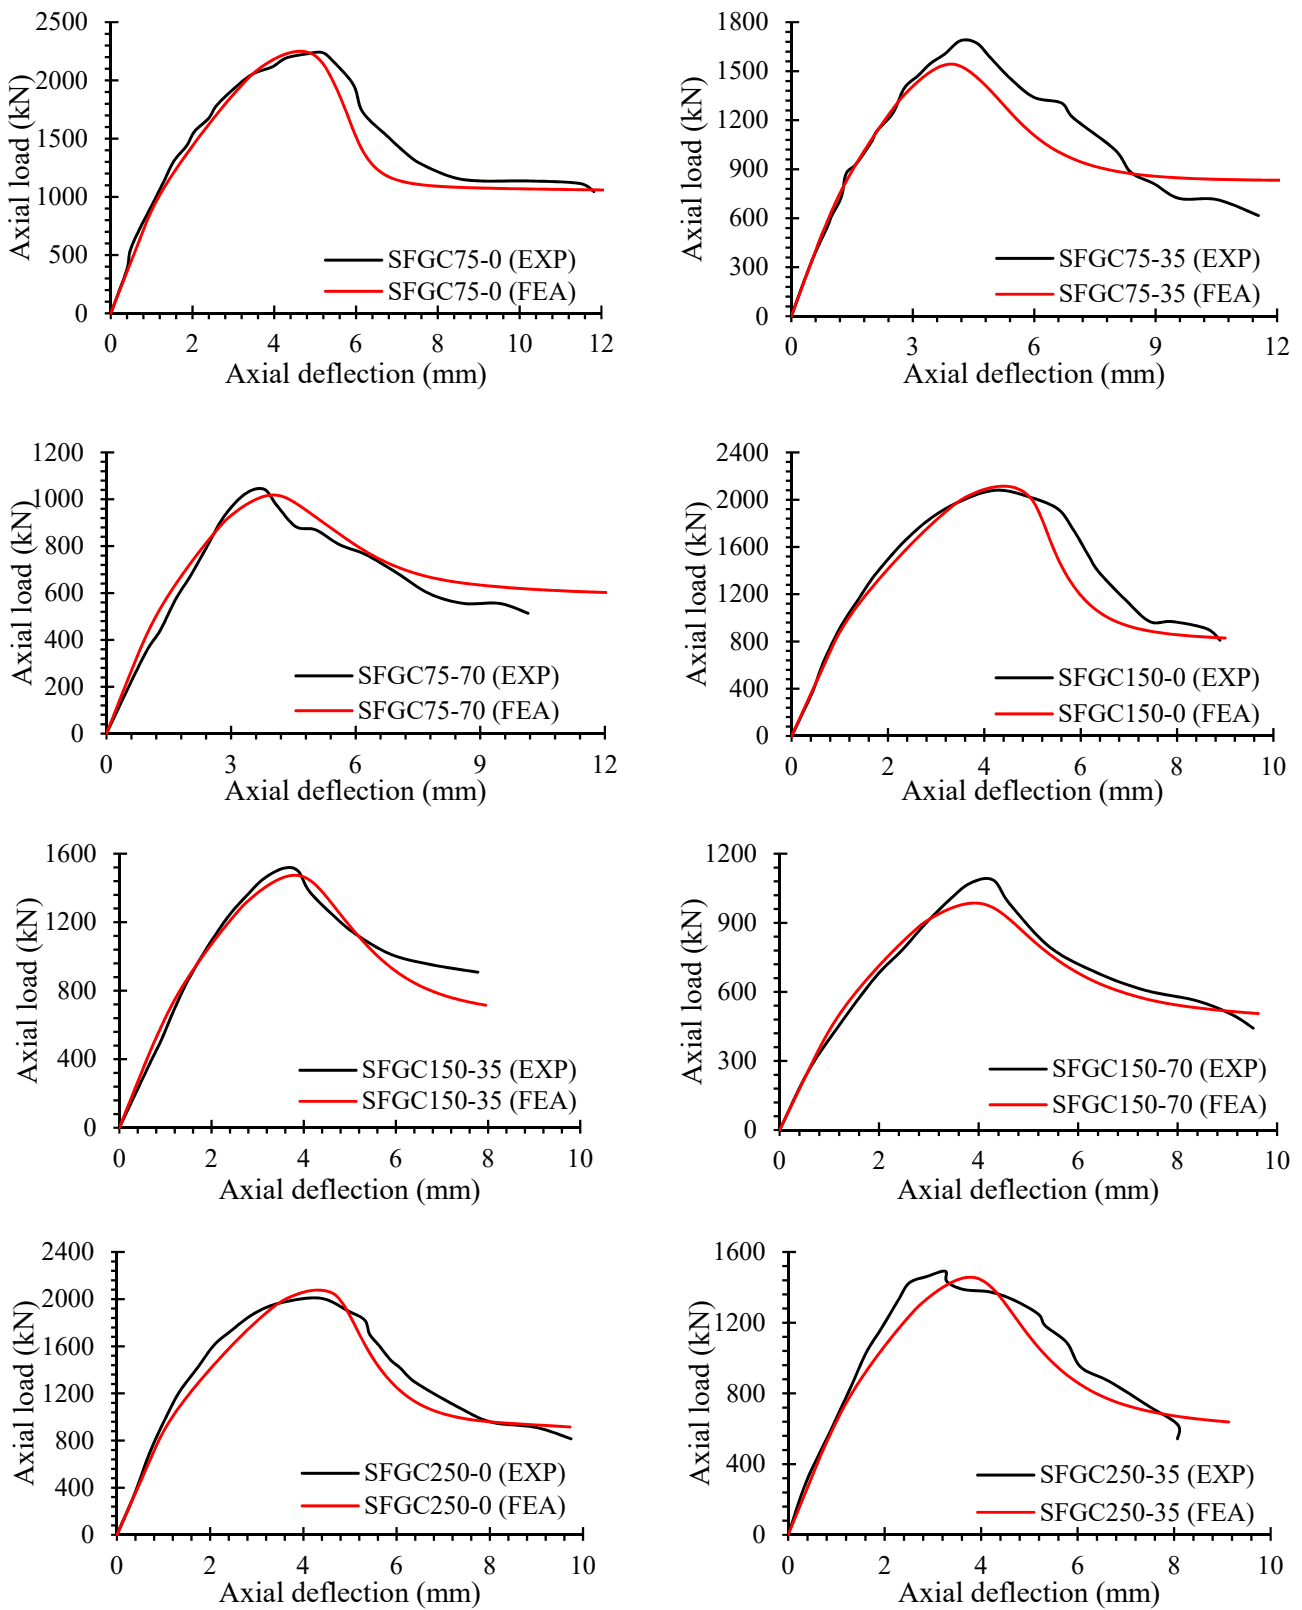 2500
2000
1500
1000
500
0
Axial load (kN)
SFGC75-0 (EXP)
SFGC75-0 (FEA)
0 2 4 6 8 10 12
Axial deflection (mm)
1800
1500
1200
900
600
300
0
Axial load (kN)
SFGC75-35 (EXP)
SFGC75-35 (FEA)
0 3 6 9 12
Axial deflection (mm)
1200
1000
800
600
400
200
0
Axial load (kN)
SFGC75-70 (EXP)
SFGC75-70 (FEA)
0 3 6 9 12
Axial deflection (mm)
2400
2000
1600
1200
800
400
0
Axial load (kN)
SFGC150-0 (EXP)
SFGC150-0 (FEA)
0 2 4 6 8 10
Axial deflection (mm)
1600
1200
800
400
0
Axial load (kN)
SFGC150-35 (EXP)
SFGC150-35 (FEA)
0 2 4 6 8 10
Axial deflection (mm)
1200
900
600
300
0
Axial load (kN)
SFGC150-70 (EXP)
SFGC150-70 (FEA)
0 2 4 6 8 10
Axial deflection (mm)
2400
2000
1600
1200
800
400
0
Axial load (kN)
SFGC250-0 (EXP)
SFGC250-0 (FEA)
0 2 4 6 8 10
Axial deflection (mm)
1600
1200
800
400
0
Axial load (kN)
SFGC250-35 (EXP)
SFGC250-35 (FEA)
0 2 4 6 8 10
Axial deflection (mm)